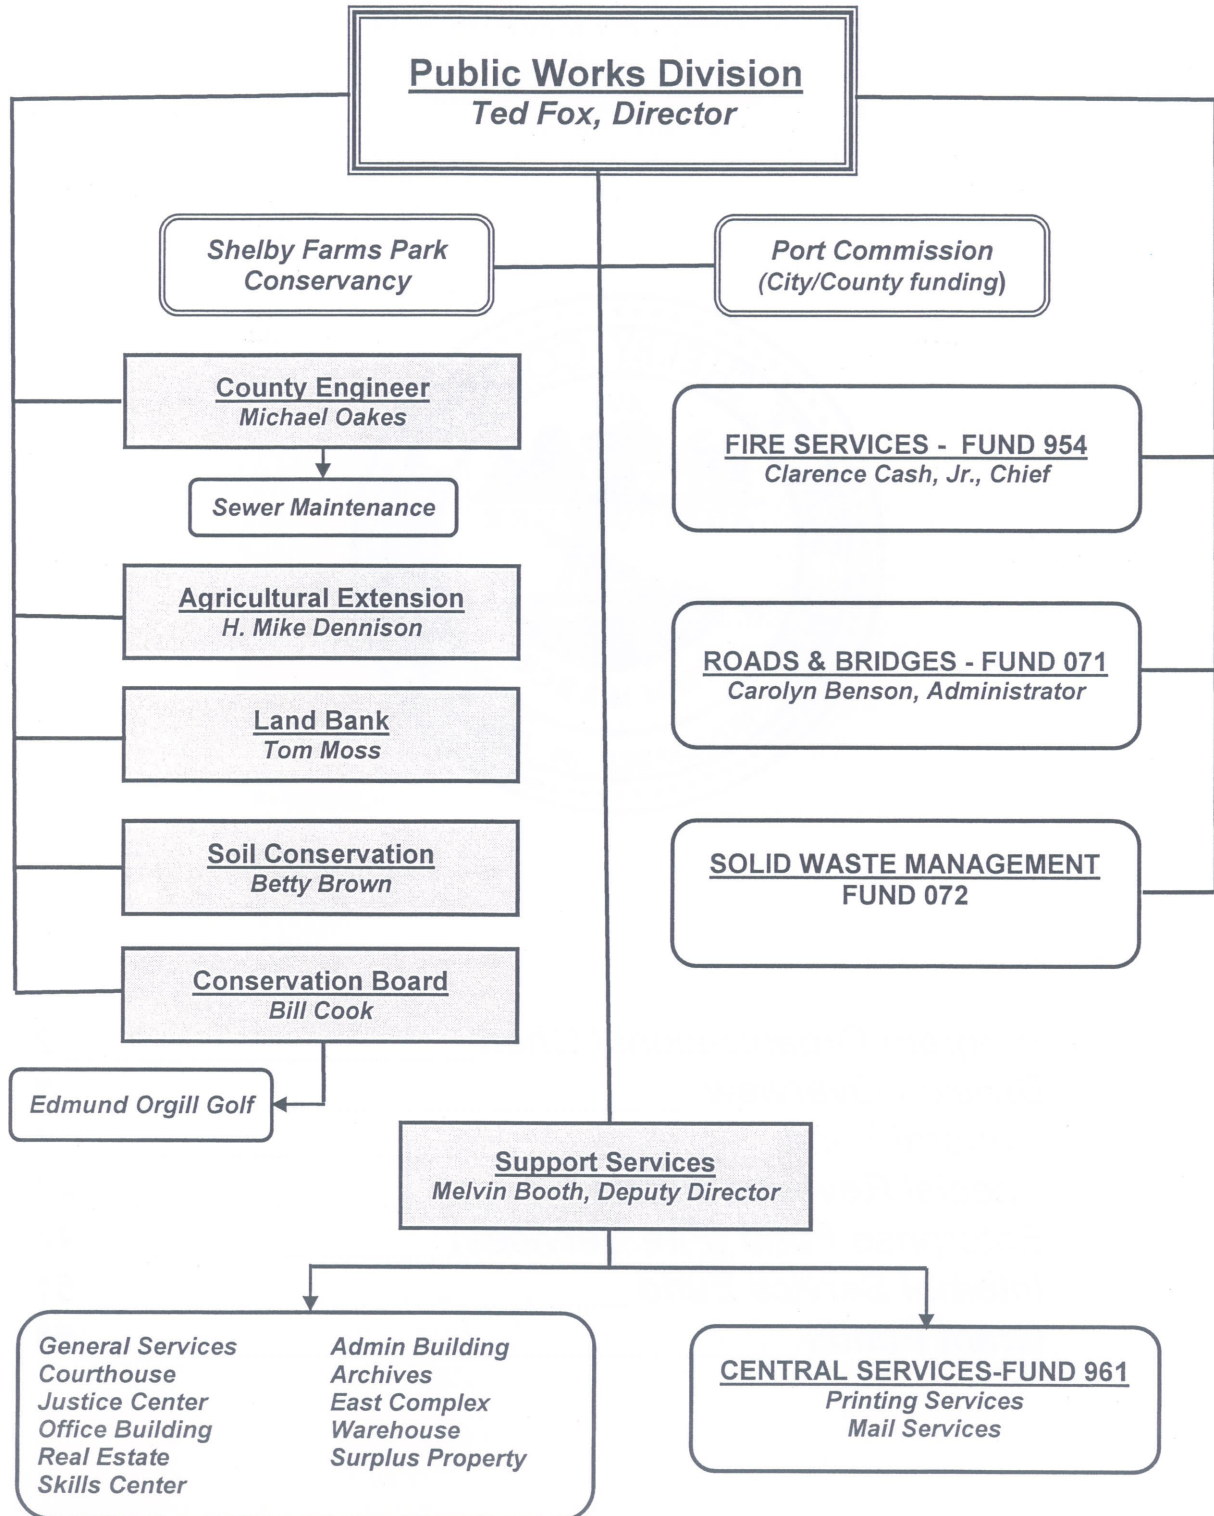 Public Works Division
Ted Fox, Director
Shelby Farms Park
Conservancy
Port Commission
(City/County funding)
County Engineer
Michael Oakes
Sewer Maintenance
Agricultural Extension
H. Mike Dennison
Land Bank
Tom Moss
Soil Conservation
Betty Brown
Conservation Board
Bill Cook
Edmund Orgill Golf
FIRE SERVICES - FUND 954
Clarence Cash, Jr., Chief
ROADS & BRIDGES - FUND 071
Carolyn Benson, Administrator
SOLID WASTE MANAGEMENT
FUND 072
Support Services
Melvin Booth, Deputy Director
General Services
Courthouse
Justice Center
Office Building
Real Estate
Skills Center
Admin Building
Archives
East Complex
Warehouse
Surplus Property
CENTRAL SERVICES-FUND 961
Printing Services
Mail Services